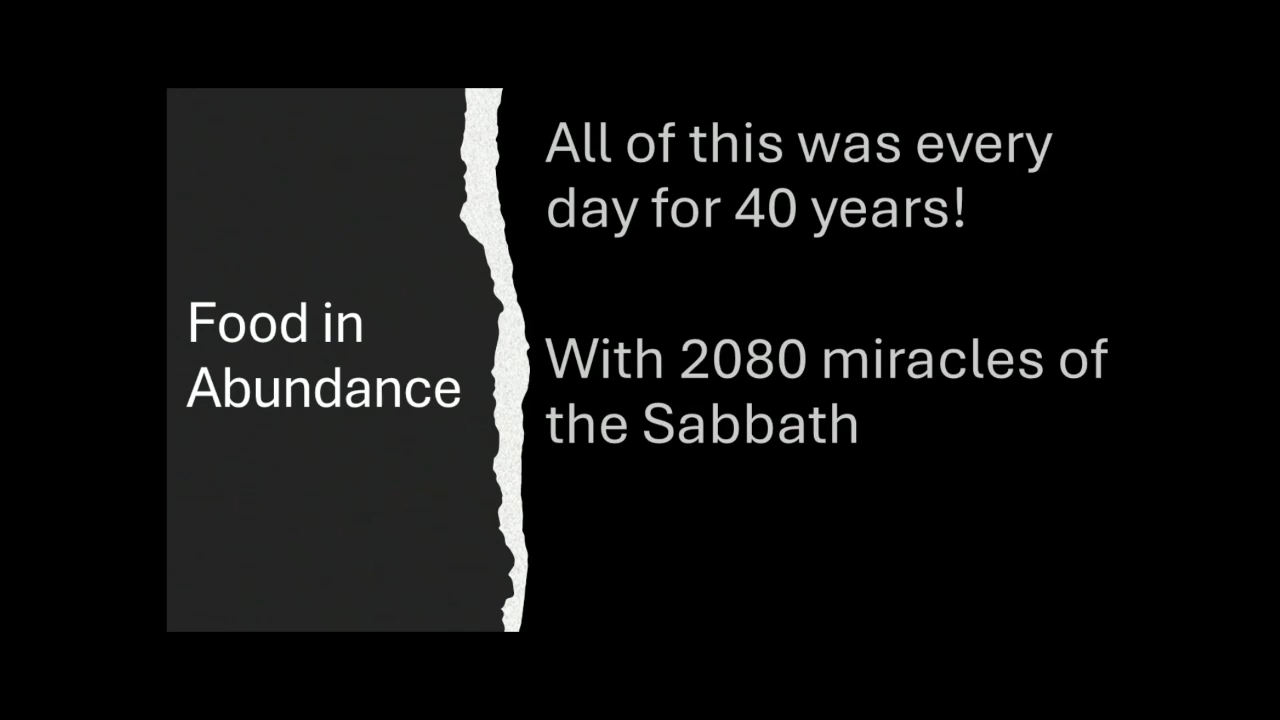 Food in
Abundance
All of this was every
day for 40 years!
With 2080 miracles of
the Sabbath